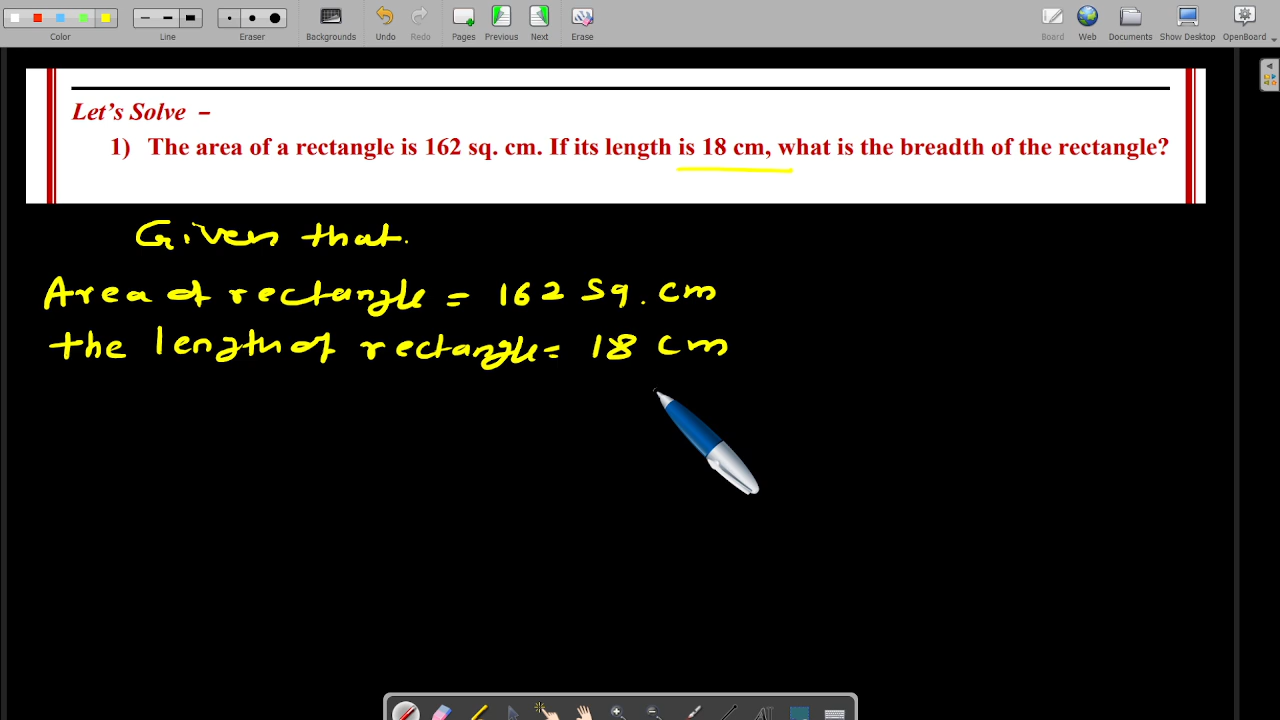 Color Line Eraser Backgrounds Undo Redo Pages Previous Next Erase Board Web Documents Show Desktop OpenBoard
Let's Solve –
1) The area of a rectangle is 162 sq. cm. If its length is 18 cm, what is the breadth of the rectangle?
Given that.
Area of rectangle = 162 Sq. cm
the length of rectangle = 18 cm